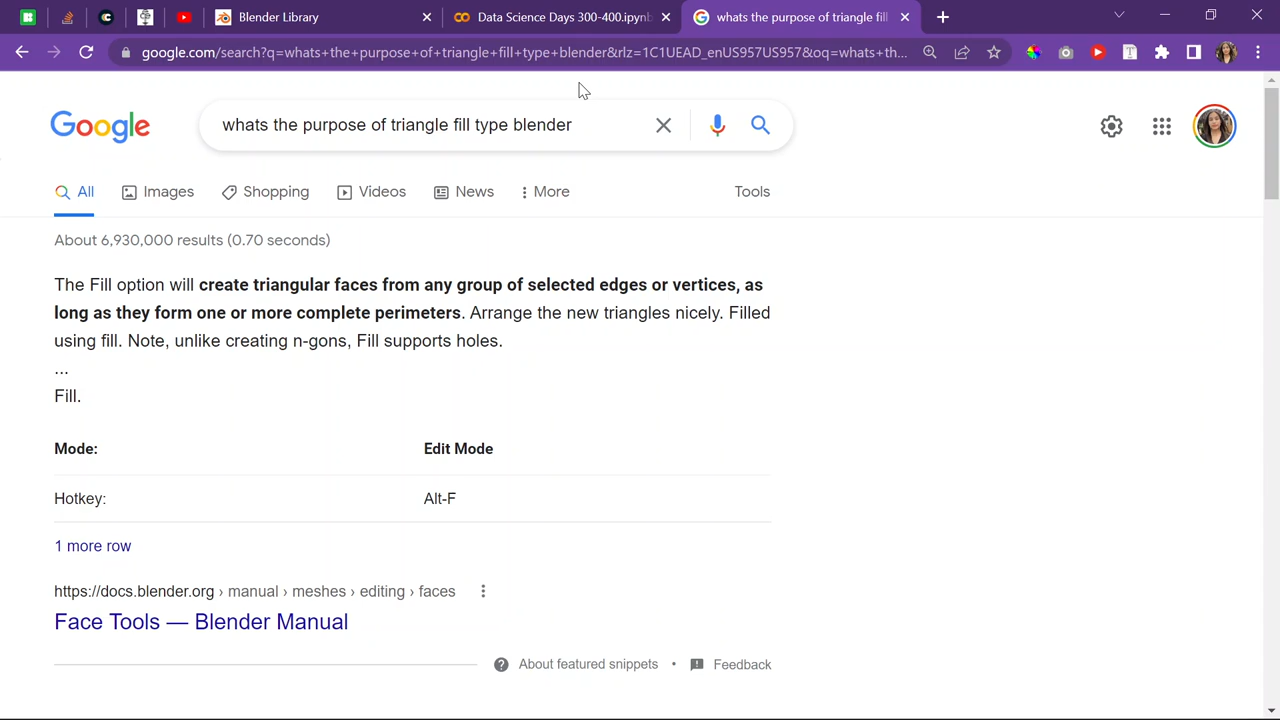 Blender Library
Data Science Days 300-400.ipynb
whats the purpose of triangle fill
google.com/search?q=whats+the+purpose+of+triangle+fill+type+blender&rlz=1C1UEAD_enUS957US957&oq=whats+th...
Google
whats the purpose of triangle fill type blender
All
Images
Shopping
Videos
News
More
Tools
About 6,930,000 results (0.70 seconds)
The Fill option will create triangular faces from any group of selected edges or vertices, as
long as they form one or more complete perimeters. Arrange the new triangles nicely. Filled
using fill. Note, unlike creating n-gons, Fill supports holes.
...
Fill.
Mode: Edit Mode
Hotkey: Alt-F
1 more row
https://docs.blender.org › manual › meshes › editing › faces
Face Tools — Blender Manual
About featured snippets • Feedback